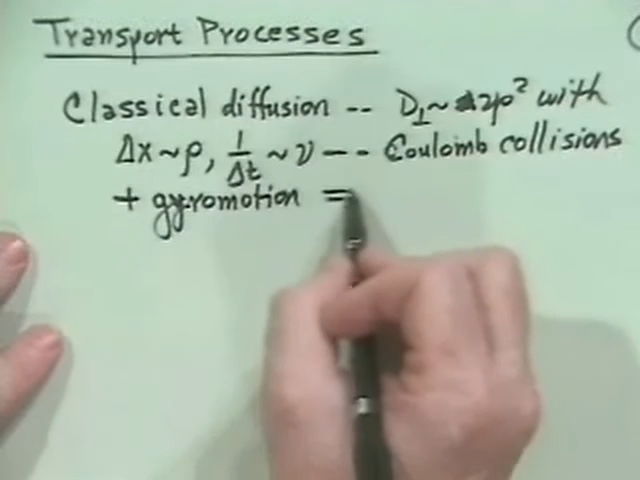 Transport Processes
Classical diffusion -- D⊥~νρ² with
Δx~ρ, 1/Δt ~ν -- Coulomb collisions
+ gyromotion =